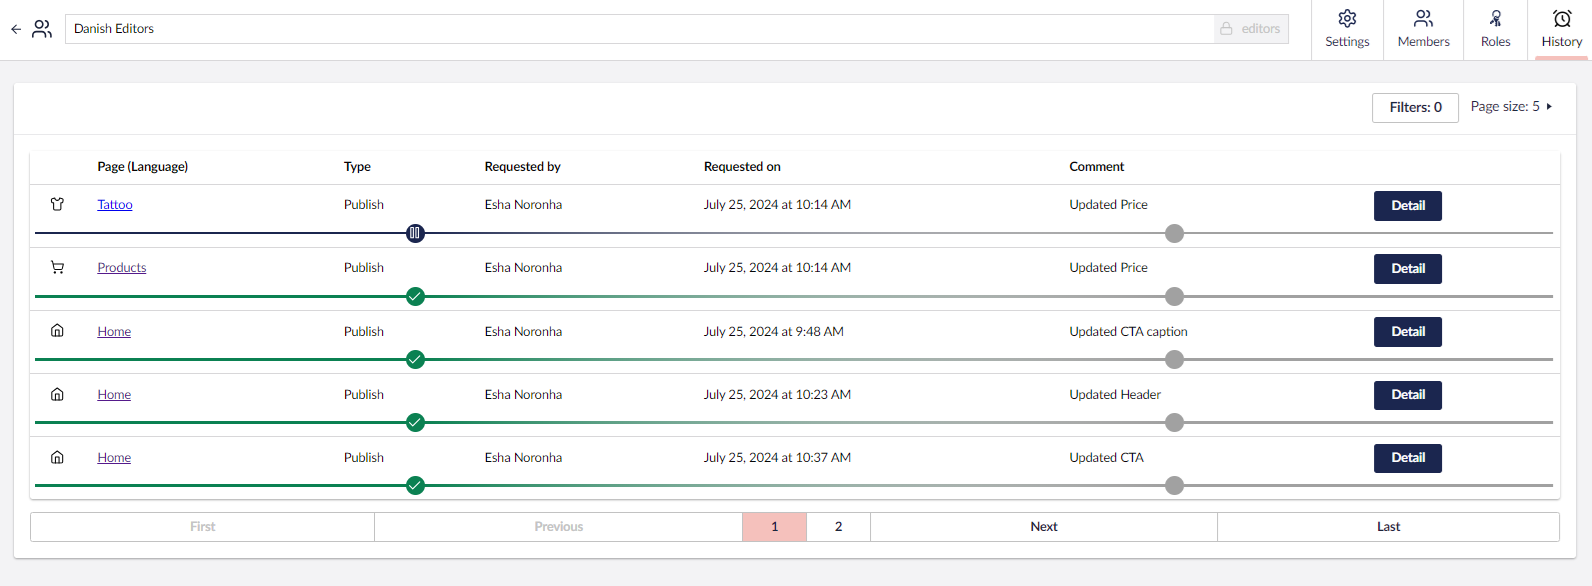 Danish Editors
editors
Settings
Members
Roles
History
Filters: 0
Page size: 5
Page (Language) Type Requested by Requested on Comment
Tattoo Publish Esha Noronha July 25, 2024 at 10:14 AM Updated Price Detail
Products Publish Esha Noronha July 25, 2024 at 10:14 AM Updated Price Detail
Home Publish Esha Noronha July 25, 2024 at 9:48 AM Updated CTA caption Detail
Home Publish Esha Noronha July 25, 2024 at 10:23 AM Updated Header Detail
Home Publish Esha Noronha July 25, 2024 at 10:37 AM Updated CTA Detail
First Previous 1 2 Next Last